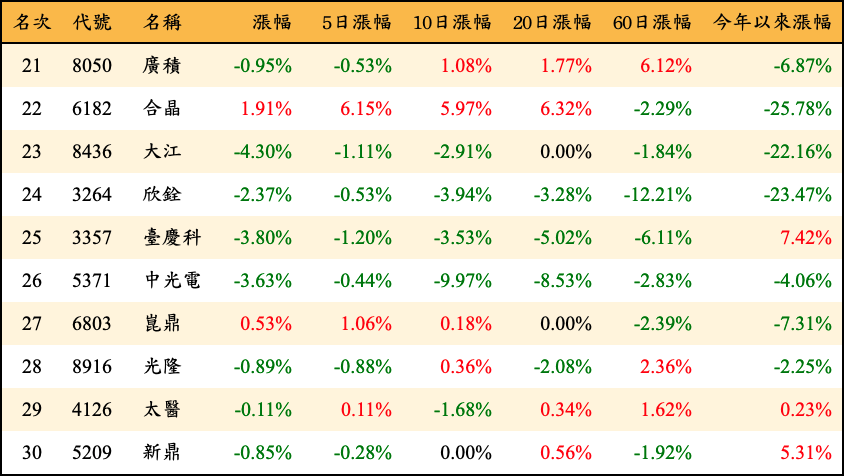 名次 代號 名稱 漲幅 5日漲幅 10日漲幅 20日漲幅 60日漲幅 今年以來漲幅
21 8050 廣積 -0.95% -0.53% 1.08% 1.77% 6.12% -6.87%
22 6182 合晶 1.91% 6.15% 5.97% 6.32% -2.29% -25.78%
23 8436 大江 -4.30% -1.11% -2.91% 0.00% -1.84% -22.16%
24 3264 欣銓 -2.37% -0.53% -3.94% -3.28% -12.21% -23.47%
25 3357 臺慶科 -3.80% -1.20% -3.53% -5.02% -6.11% 7.42%
26 5371 中光電 -3.63% -0.44% -9.97% -8.53% -2.83% -4.06%
27 6803 崑鼎 0.53% 1.06% 0.18% 0.00% -2.39% -7.31%
28 8916 光隆 -0.89% -0.88% 0.36% -2.08% 2.36% -2.25%
29 4126 太醫 -0.11% 0.11% -1.68% 0.34% 1.62% 0.23%
30 5209 新鼎 -0.85% -0.28% 0.00% 0.56% -1.92% 5.31%